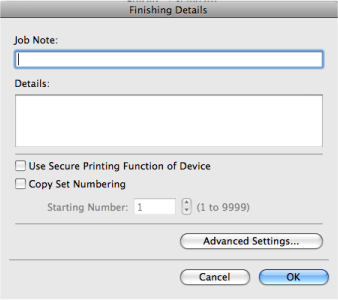 Finishing Details
Job Note:
Details:
Use Secure Printing Function of Device
Copy Set Numbering
Starting Number: 1 (1 to 9999)
Advanced Settings...
Cancel OK